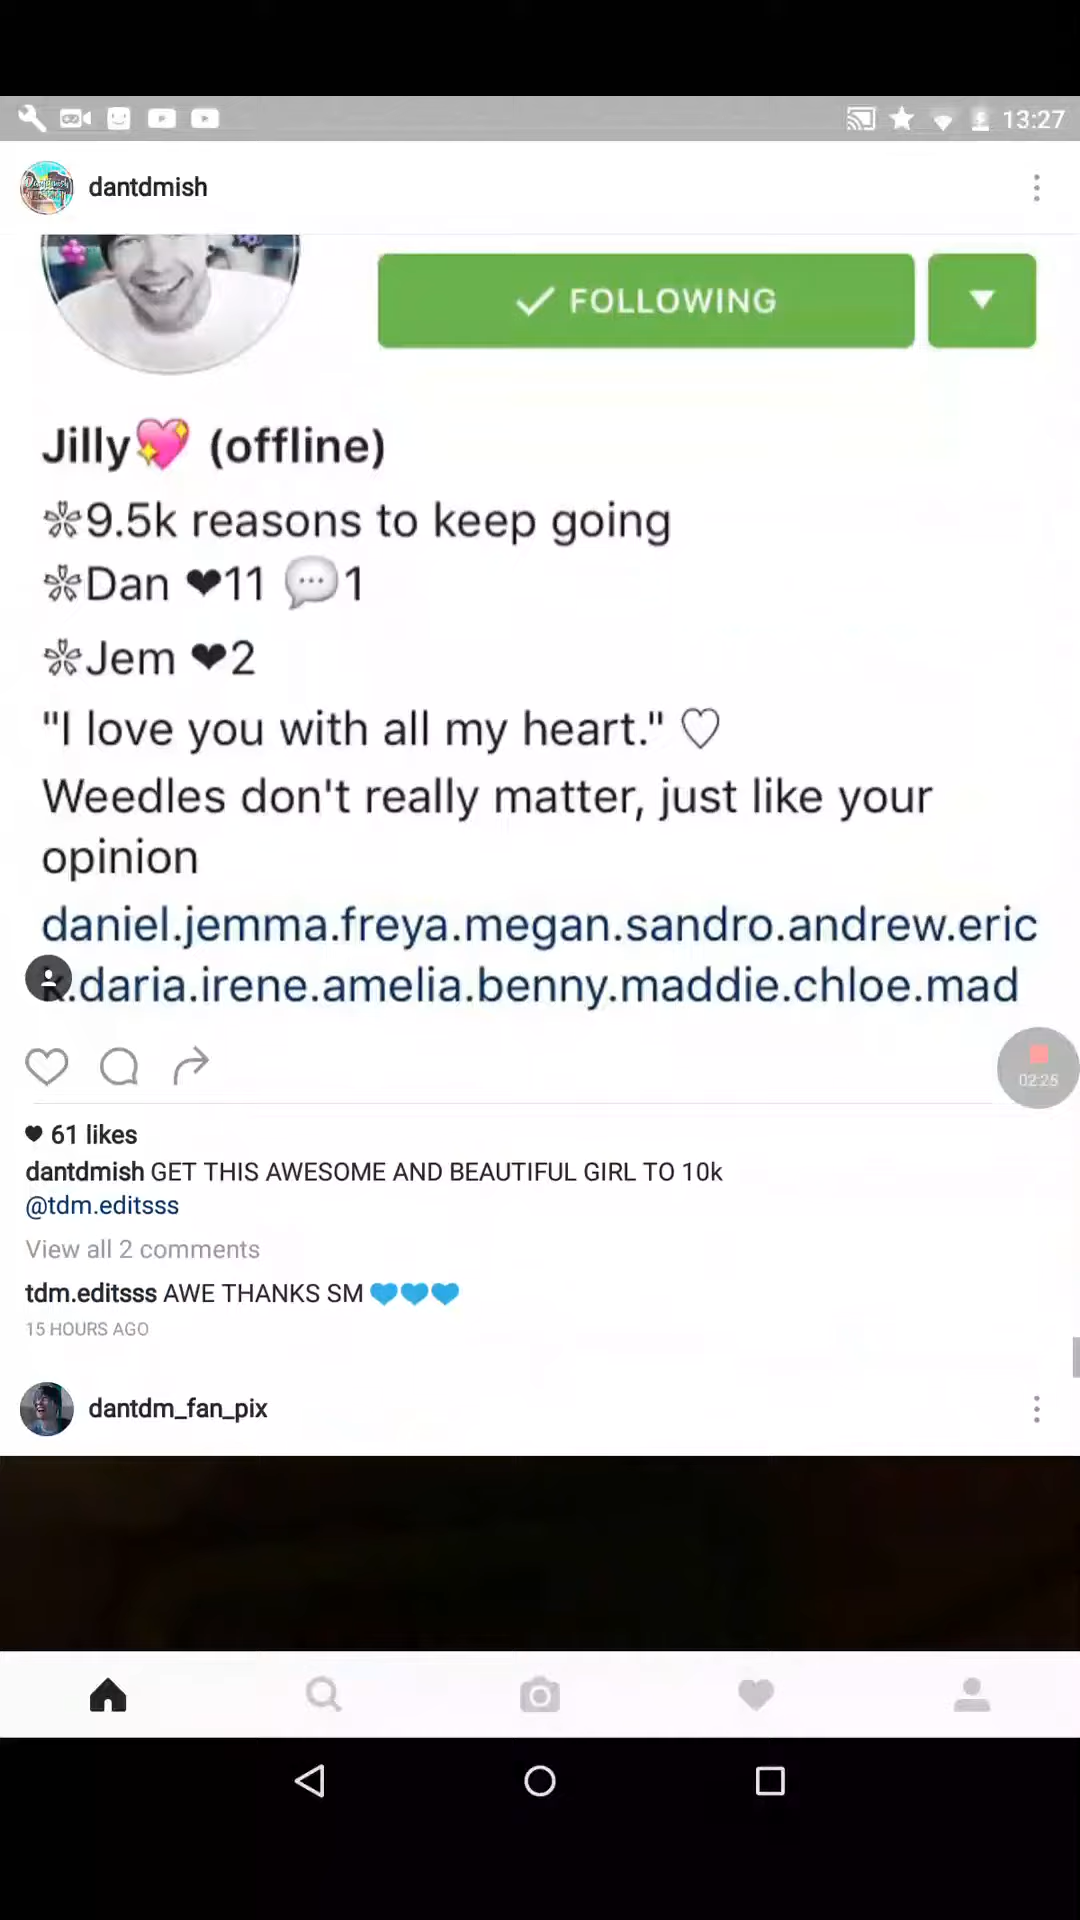 13:27
dantdmish
FOLLOWING
Jilly💖 (offline)
9.5k reasons to keep going
Dan ❤11 💬1
Jem ❤2
"I love you with all my heart." ♡
Weedles don't really matter, just like your
opinion
daniel.jemma.freya.megan.sandro.andrew.eric
k.daria.irene.amelia.benny.maddie.chloe.mad
02:25
61 likes
dantdmish GET THIS AWESOME AND BEAUTIFUL GIRL TO 10k
@tdm.editsss
View all 2 comments
tdm.editsss AWE THANKS SM 💙💙💙
15 HOURS AGO
dantdm_fan_pix